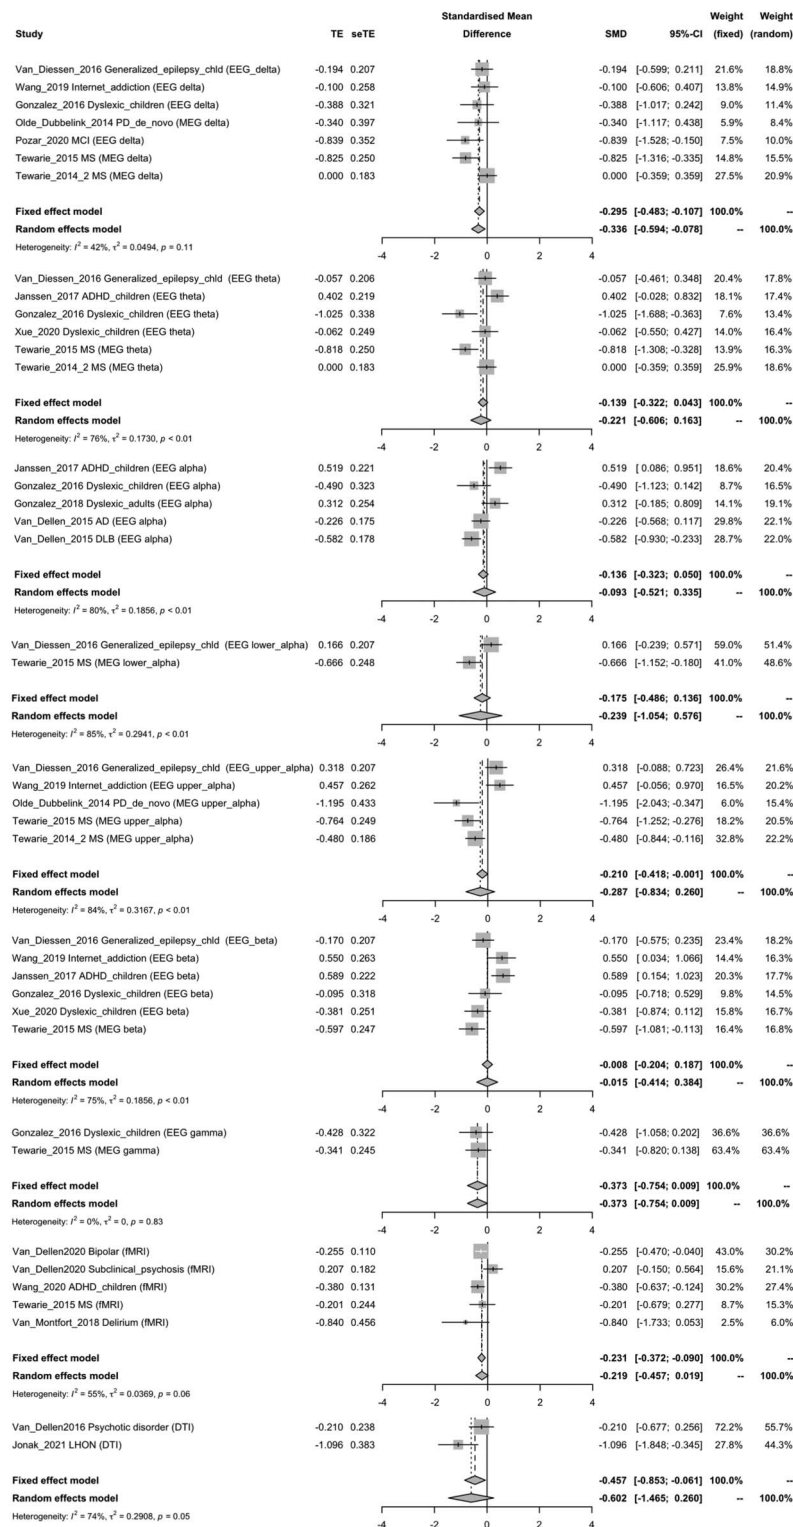 Standardised Mean Weight Weight
Study TE seTE Difference SMD 95%-CI (fixed) (random)
Van_Diessen_2016 Generalized_epilepsy_chld (EEG_delta) -0.194 0.207 -0.194 [-0.599; 0.211] 21.6% 18.8%
Wang_2019 Internet_addiction (EEG delta) -0.100 0.258 -0.100 [-0.606; 0.407] 13.8% 14.9%
Gonzalez_2016 Dyslexic_children (EEG delta) -0.388 0.321 -0.388 [-1.017; 0.242] 9.0% 11.4%
Olde_Dubbelink_2014 PD_de_novo (MEG delta) -0.340 0.397 -0.340 [-1.117; 0.438] 5.9% 8.4%
Pozar_2020 MCI (EEG delta) -0.839 0.352 -0.839 [-1.528; -0.150] 7.5% 10.0%
Tewarie_2015 MS (MEG delta) -0.825 0.250 -0.825 [-1.316; -0.335] 14.8% 15.5%
Tewarie_2014_2 MS (MEG delta) 0.000 0.183 0.000 [-0.359; 0.359] 27.5% 20.9%
Fixed effect model -0.295 [-0.483; -0.107] 100.0% --
Random effects model -0.336 [-0.594; -0.078] -- 100.0%
Heterogeneity: I² = 42%, τ² = 0.0494, p = 0.11
-4 -2 0 2 4
Van_Diessen_2016 Generalized_epilepsy_chld (EEG theta) -0.057 0.206 -0.057 [-0.461; 0.348] 20.4% 17.8%
Janssen_2017 ADHD_children (EEG theta) 0.402 0.219 0.402 [-0.028; 0.832] 18.1% 17.4%
Gonzalez_2016 Dyslexic_children (EEG theta) -1.025 0.338 -1.025 [-1.688; -0.363] 7.6% 13.4%
Xue_2020 Dyslexic_children (EEG theta) -0.062 0.249 -0.062 [-0.550; 0.427] 14.0% 16.4%
Tewarie_2015 MS (MEG theta) -0.818 0.250 -0.818 [-1.308; -0.328] 13.9% 16.3%
Tewarie_2014_2 MS (MEG theta) 0.000 0.183 0.000 [-0.359; 0.359] 25.9% 18.6%
Fixed effect model -0.139 [-0.322; 0.043] 100.0% --
Random effects model -0.221 [-0.606; 0.163] -- 100.0%
Heterogeneity: I² = 76%, τ² = 0.1730, p < 0.01
-4 -2 0 2 4
Janssen_2017 ADHD_children (EEG alpha) 0.519 0.221 0.519 [ 0.086; 0.951] 18.6% 20.4%
Gonzalez_2016 Dyslexic_children (EEG alpha) -0.490 0.323 -0.490 [-1.123; 0.142] 8.7% 16.5%
Gonzalez_2018 Dyslexic_adults (EEG alpha) 0.312 0.254 0.312 [-0.185; 0.809] 14.1% 19.1%
Van_Dellen_2015 AD (EEG alpha) -0.226 0.175 -0.226 [-0.568; 0.117] 29.8% 22.1%
Van_Dellen_2015 DLB (EEG alpha) -0.582 0.178 -0.582 [-0.930; -0.233] 28.7% 22.0%
Fixed effect model -0.136 [-0.323; 0.050] 100.0% --
Random effects model -0.093 [-0.521; 0.335] -- 100.0%
Heterogeneity: I² = 80%, τ² = 0.1856, p < 0.01
-4 -2 0 2 4
Van_Diessen_2016 Generalized_epilepsy_chld (EEG lower_alpha) 0.166 0.207 0.166 [-0.239; 0.571] 59.0% 51.4%
Tewarie_2015 MS (MEG lower_alpha) -0.666 0.248 -0.666 [-1.152; -0.180] 41.0% 48.6%
Fixed effect model -0.175 [-0.486; 0.136] 100.0% --
Random effects model -0.239 [-1.054; 0.576] -- 100.0%
Heterogeneity: I² = 85%, τ² = 0.2941, p < 0.01
-4 -2 0 2 4
Van_Diessen_2016 Generalized_epilepsy_chld (EEG_upper_alpha) 0.318 0.207 0.318 [-0.088; 0.723] 26.4% 21.6%
Wang_2019 Internet_addiction (EEG upper_alpha) 0.457 0.262 0.457 [-0.056; 0.970] 16.5% 20.2%
Olde_Dubbelink_2014 PD_de_novo (MEG upper_alpha) -1.195 0.433 -1.195 [-2.043; -0.347] 6.0% 15.4%
Tewarie_2015 MS (MEG upper_alpha) -0.764 0.249 -0.764 [-1.252; -0.276] 18.2% 20.5%
Tewarie_2014_2 MS (MEG upper_alpha) -0.480 0.186 -0.480 [-0.844; -0.116] 32.8% 22.2%
Fixed effect model -0.210 [-0.418; -0.001] 100.0% --
Random effects model -0.287 [-0.834; 0.260] -- 100.0%
Heterogeneity: I² = 84%, τ² = 0.3167, p < 0.01
-4 -2 0 2 4
Van_Diessen_2016 Generalized_epilepsy_chld (EEG_beta) -0.170 0.207 -0.170 [-0.575; 0.235] 23.4% 18.2%
Wang_2019 Internet_addiction (EEG beta) 0.550 0.263 0.550 [ 0.034; 1.066] 14.4% 16.3%
Janssen_2017 ADHD_children (EEG beta) 0.589 0.222 0.589 [ 0.154; 1.023] 20.3% 17.7%
Gonzalez_2016 Dyslexic_children (EEG beta) -0.095 0.318 -0.095 [-0.718; 0.529] 9.8% 14.5%
Xue_2020 Dyslexic_children (EEG beta) -0.381 0.251 -0.381 [-0.874; 0.112] 15.8% 16.7%
Tewarie_2015 MS (MEG beta) -0.597 0.247 -0.597 [-1.081; -0.113] 16.4% 16.8%
Fixed effect model -0.008 [-0.204; 0.187] 100.0% --
Random effects model -0.015 [-0.414; 0.384] -- 100.0%
Heterogeneity: I² = 75%, τ² = 0.1856, p < 0.01
-4 -2 0 2 4
Gonzalez_2016 Dyslexic_children (EEG gamma) -0.428 0.322 -0.428 [-1.058; 0.202] 36.6% 36.6%
Tewarie_2015 MS (MEG gamma) -0.341 0.245 -0.341 [-0.820; 0.138] 63.4% 63.4%
Fixed effect model -0.373 [-0.754; 0.009] 100.0% --
Random effects model -0.373 [-0.754; 0.009] -- 100.0%
Heterogeneity: I² = 0%, τ² = 0, p = 0.83
-4 -2 0 2 4
Van_Dellen2020 Bipolar (fMRI) -0.255 0.110 -0.255 [-0.470; -0.040] 43.0% 30.2%
Van_Dellen2020 Subclinical_psychosis (fMRI) 0.207 0.182 0.207 [-0.150; 0.564] 15.6% 21.1%
Wang_2020 ADHD_children (fMRI) -0.380 0.131 -0.380 [-0.637; -0.124] 30.2% 27.4%
Tewarie_2015 MS (fMRI) -0.201 0.244 -0.201 [-0.679; 0.277] 8.7% 15.3%
Van_Montfort_2018 Delirium (fMRI) -0.840 0.456 -0.840 [-1.733; 0.053] 2.5% 6.0%
Fixed effect model -0.231 [-0.372; -0.090] 100.0% --
Random effects model -0.219 [-0.457; 0.019] -- 100.0%
Heterogeneity: I² = 55%, τ² = 0.0369, p = 0.06
-4 -2 0 2 4
Van_Dellen2016 Psychotic disorder (DTI) -0.210 0.238 -0.210 [-0.677; 0.256] 72.2% 55.7%
Jonak_2021 LHON (DTI) -1.096 0.383 -1.096 [-1.848; -0.345] 27.8% 44.3%
Fixed effect model -0.457 [-0.853; -0.061] 100.0% --
Random effects model -0.602 [-1.465; 0.260] -- 100.0%
Heterogeneity: I² = 74%, τ² = 0.2908, p = 0.05
-4 -2 0 2 4